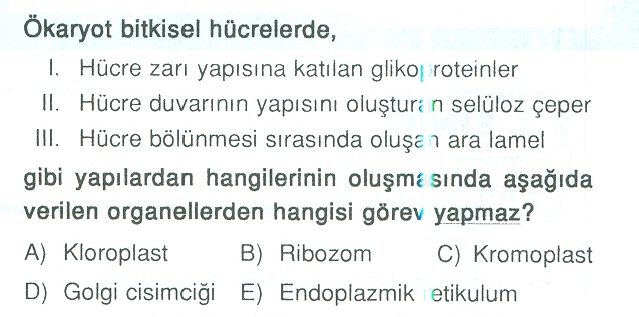 Ökaryot bitkisel hücrelerde,
I. Hücre zarı yapısına katılan glikoproteinler
II. Hücre duvarının yapısını oluşturan selüloz çeper
III. Hücre bölünmesi sırasında oluşan ara lamel
gibi yapılardan hangilerinin oluşmasında aşağıda
verilen organellerden hangisi görev yapmaz?
A) Kloroplast B) Ribozom C) Kromoplast
D) Golgi cisimciği E) Endoplazmik retikulum